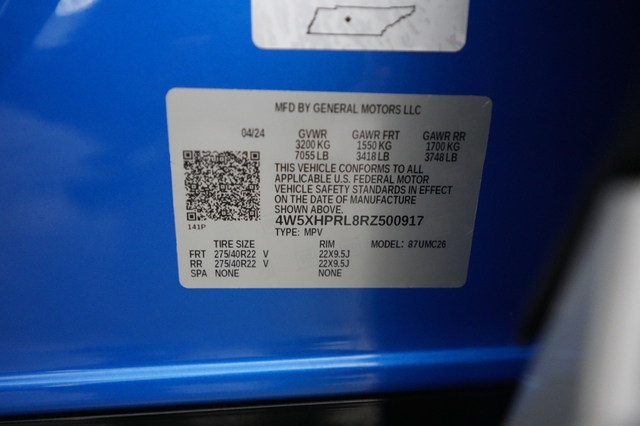 MFD BY GENERAL MOTORS LLC
04/24 GVWR GAWR FRT GAWR RR
3200 KG 1550 KG 1700 KG
7055 LB 3418 LB 3748 LB
THIS VEHICLE CONFORMS TO ALL
APPLICABLE U.S. FEDERAL MOTOR
VEHICLE SAFETY STANDARDS IN EFFECT
ON THE DATE OF MANUFACTURE
SHOWN ABOVE.
4W5XHPRL8RZ500917
141P
TYPE: MPV
TIRE SIZE RIM MODEL: 87UMC26
FRT 275/40R22 V 22X9.5J
RR 275/40R22 V 22X9.5J
SPA NONE NONE